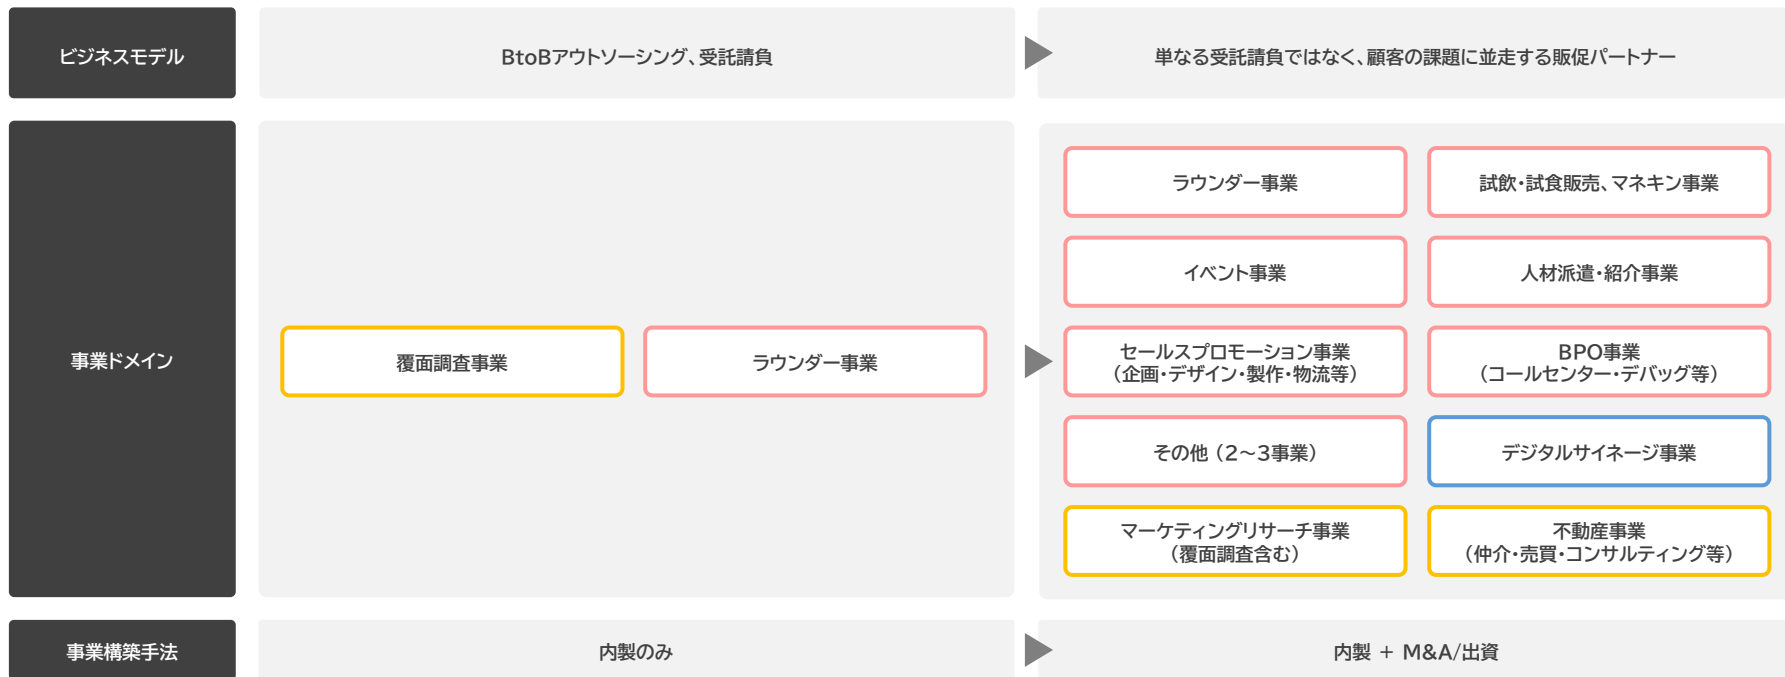 ビジネスモデル
BtoBアウトソーシング、受託請負
単なる受託請負ではなく、顧客の課題に並走する販促パートナー
事業ドメイン
覆面調査事業
ラウンダー事業
ラウンダー事業
試飲・試食販売、マネキン事業
イベント事業
人材派遣・紹介事業
セールスプロモーション事業
（企画・デザイン・製作・物流等）
BPO事業
（コールセンター・デバッグ等）
その他（2～3事業）
デジタルサイネージ事業
マーケティングリサーチ事業
（覆面調査含む）
不動産事業
（仲介・売買・コンサルティング等）
事業構築手法
内製のみ
内製 + M&A/出資